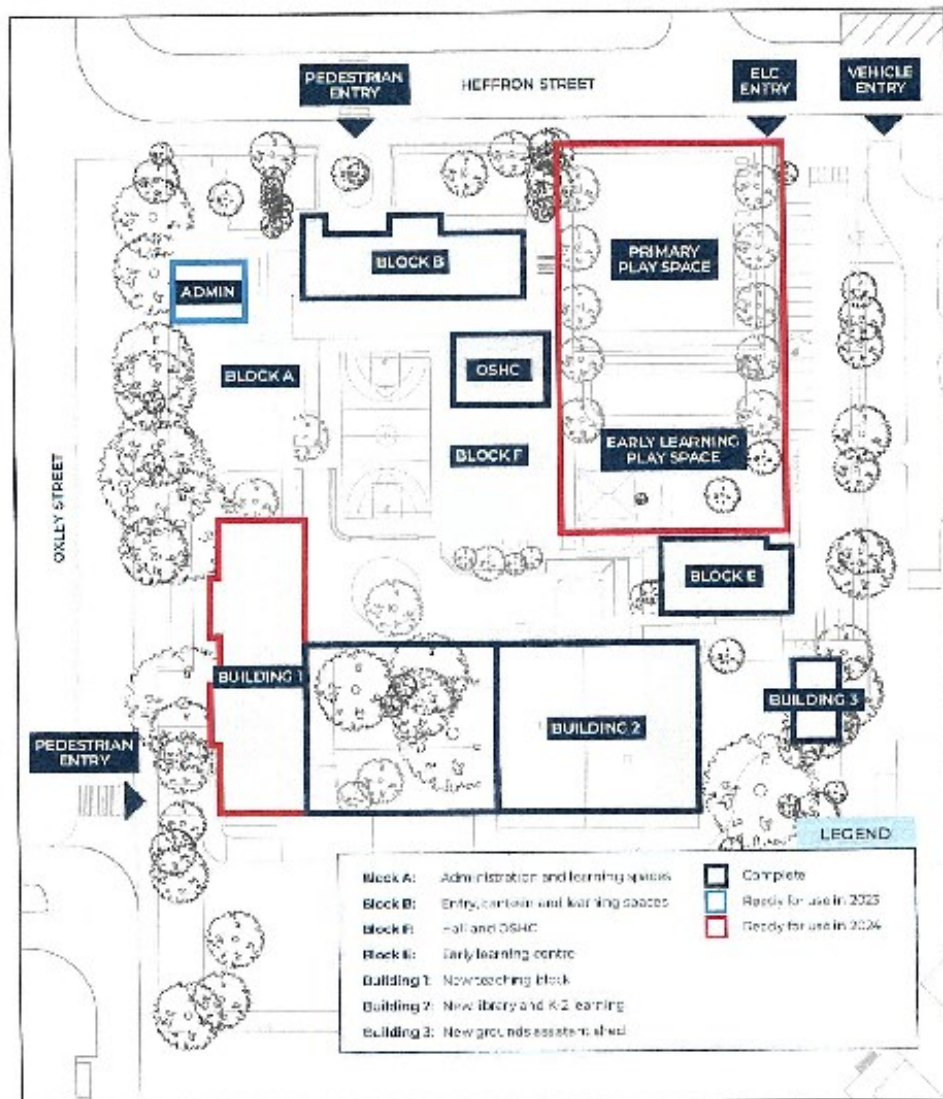 PEDESTRIAN
ENTRY
HEFFRON STREET
ELC
ENTRY
VEHICLE
ENTRY
BLOCK B
PRIMARY
PLAY SPACE
ADMIN
OSHC
BLOCK A
EARLY LEARNING
PLAY SPACE
BLOCK F
OXLEY STREET
BLOCK E
BUILDING 1
BUILDING 3
BUILDING 2
PEDESTRIAN
ENTRY
LEGEND
Block A: Administration and learning spaces
Block B: Entry, canteen and learning spaces
Block F: Hall and OSHC
Block E: Early learning centre
Building 1: New teaching block
Building 2: New library and K-2 learning
Building 3: New grounds assistant shed
Complete
Ready for use in 2023
Ready for use in 2024